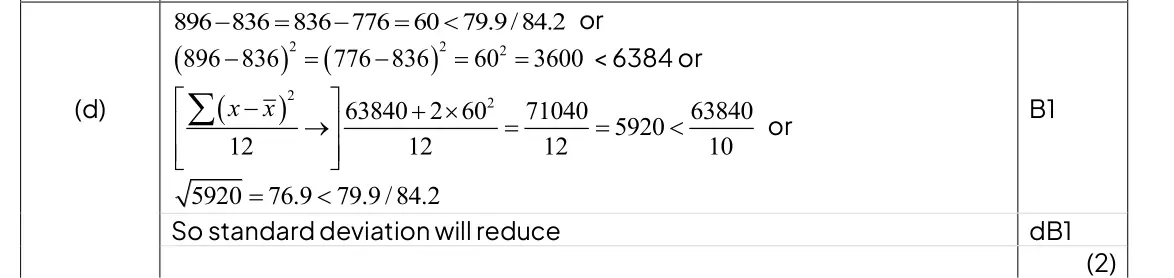 896−836=836−776=60<79.9/84.2 or
(896−836)²=(776−836)²=60²=3600 < 6384 or
(d) [∑(x−x̄)²/12 →] (63840+2×60²)/12 = 71040/12 = 5920 < 63840/10 or B1
√5920 = 76.9 < 79.9/84.2
So standard deviation will reduce dB1
(2)